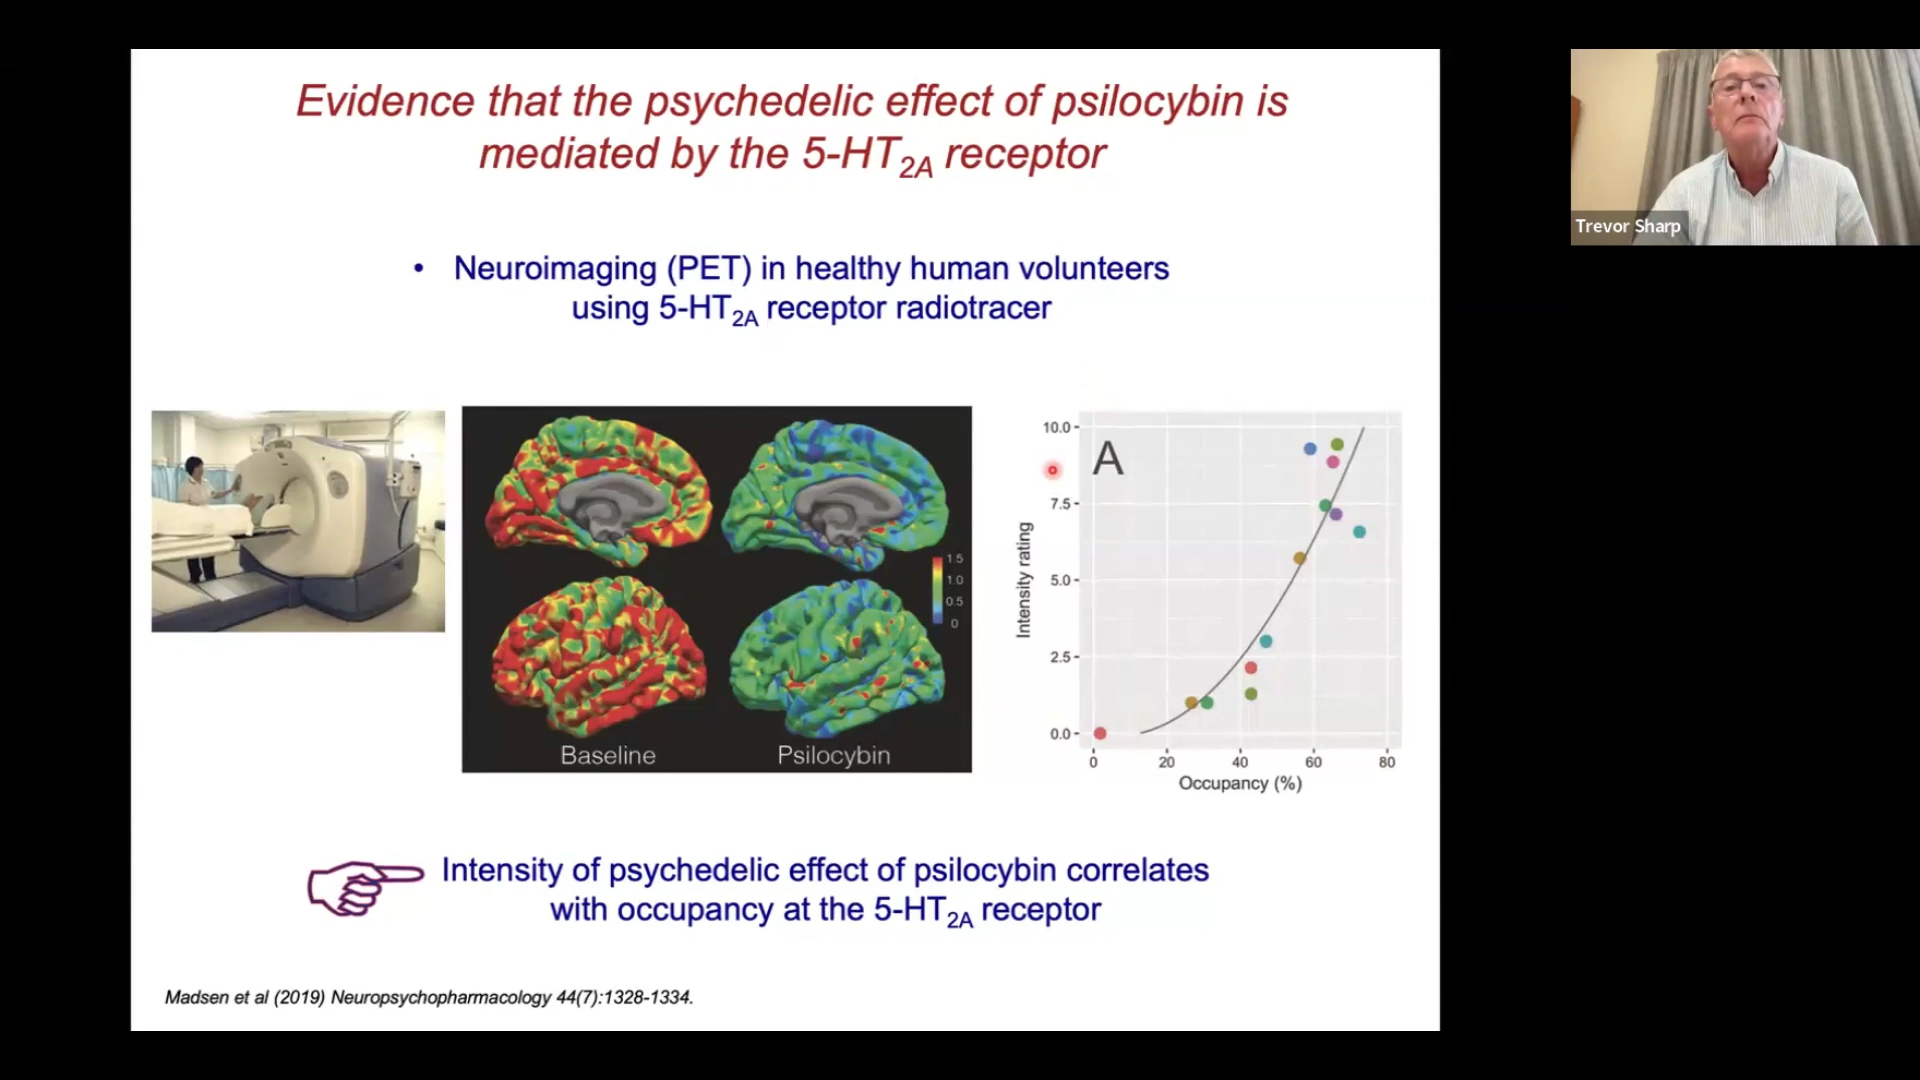 Evidence that the psychedelic effect of psilocybin is
mediated by the 5-HT2A receptor
Trevor Sharp
• Neuroimaging (PET) in healthy human volunteers
using 5-HT2A receptor radiotracer
1.5
1.0
0.5
0
Baseline
Psilocybin
A
Intensity rating
10.0
7.5
5.0
2.5
0.0
0 20 40 60 80
Occupancy (%)
Intensity of psychedelic effect of psilocybin correlates
with occupancy at the 5-HT2A receptor
Madsen et al (2019) Neuropsychopharmacology 44(7):1328-1334.